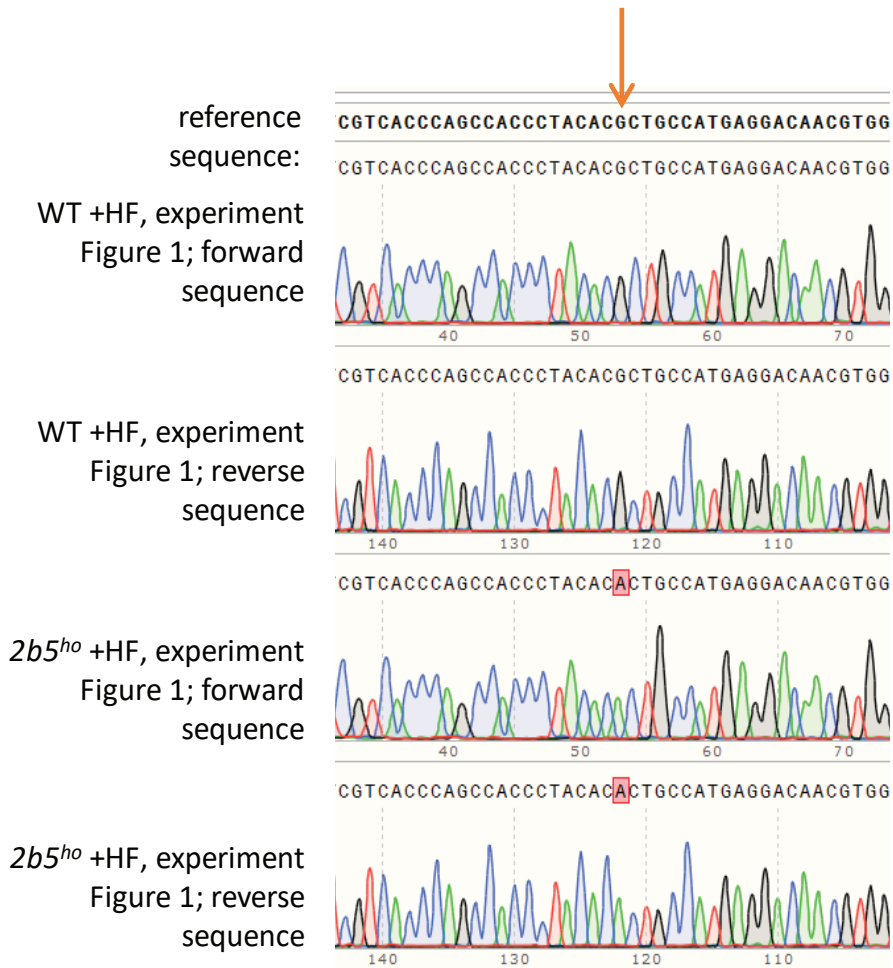 reference sequence:
CGTCACCCAGCCACCCTACACGCTGCCATGAGGACAACGTGG
CGTCACCCAGCCACCCTACACGCTGCCATGAGGACAACGTGG
WT +HF, experiment
Figure 1; forward
sequence
40 50 60 70
CGTCACCCAGCCACCCTACACGCTGCCATGAGGACAACGTGG
WT +HF, experiment
Figure 1; reverse
sequence
140 130 120 110
CGTCACCCAGCCACCCTACACACTGCCATGAGGACAACGTGG
2b5ho +HF, experiment
Figure 1; forward
sequence
40 50 60 70
CGTCACCCAGCCACCCTACACACTGCCATGAGGACAACGTGG
2b5ho +HF, experiment
Figure 1; reverse
sequence
140 130 120 110